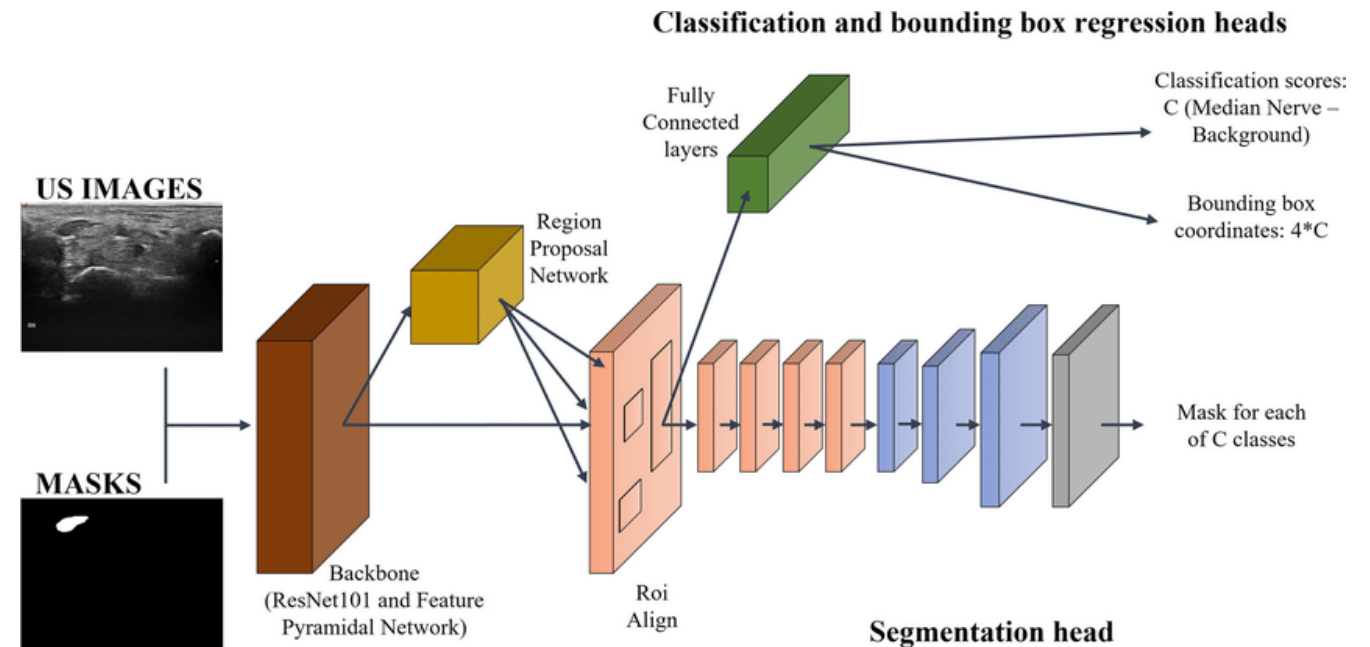 Classification and bounding box regression heads
Classification scores:
C (Median Nerve –
Background)
Fully
Connected
layers
US IMAGES
Bounding box
coordinates: 4*C
Region
Proposal
Network
Mask for each
of C classes
MASKS
Backbone
(ResNet101 and Feature
Pyramidal Network)
Roi
Align
Segmentation head